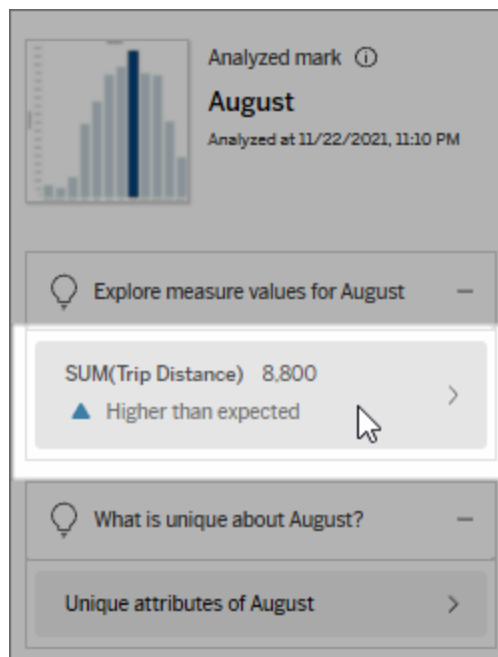 Analyzed mark
August
Analyzed at 11/22/2021, 11:10 PM
Explore measure values for August
SUM(Trip Distance) 8,800
Higher than expected
What is unique about August?
Unique attributes of August